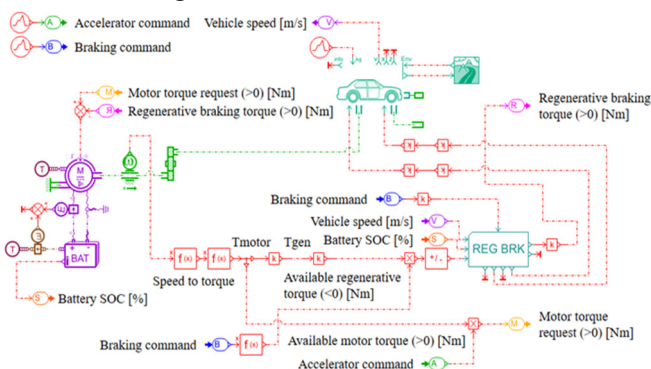 A
Accelerator command
B
Braking command
Vehicle speed [m/s]
V
M
Motor torque request (>0) [Nm]
R
Regenerative braking torque (>0) [Nm]
T
M
T
BAT
S
Battery SOC [%]
R
Regenerative braking
torque (>0) [Nm]
Braking command
B
k
Vehicle speed [m/s]
V
Battery SOC [%]
S
REG BRK
k
Tmotor
Tgen
f(x)
f(x)
k
k
X
+/-
Speed to torque
Available regenerative
torque (<0) [Nm]
Braking command
B
f(x)
Available motor torque (>0) [Nm]
X
M
Motor torque
request (>0) [Nm]
Accelerator command
A